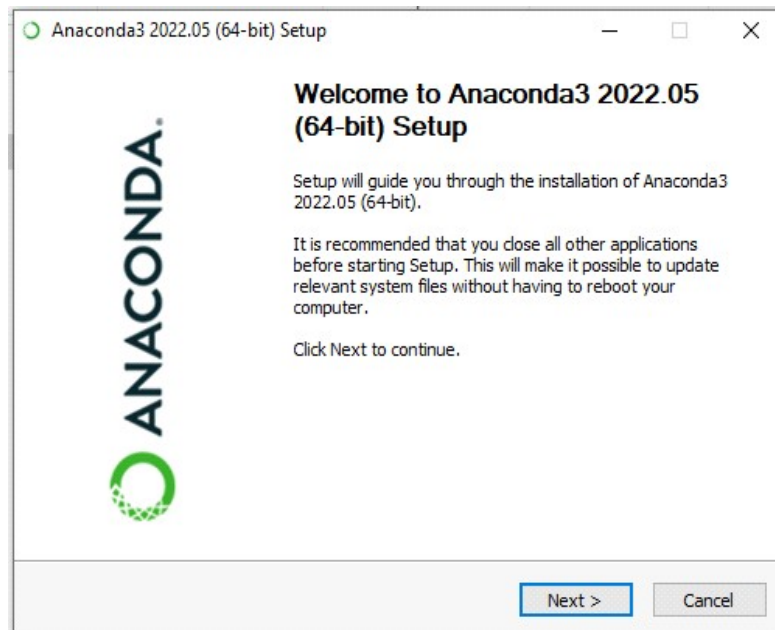 Anaconda3 2022.05 (64-bit) Setup
Welcome to Anaconda3 2022.05
(64-bit) Setup
Setup will guide you through the installation of Anaconda3
2022.05 (64-bit).
It is recommended that you close all other applications
before starting Setup. This will make it possible to update
relevant system files without having to reboot your
computer.
Click Next to continue.
ANACONDA.
Next >
Cancel